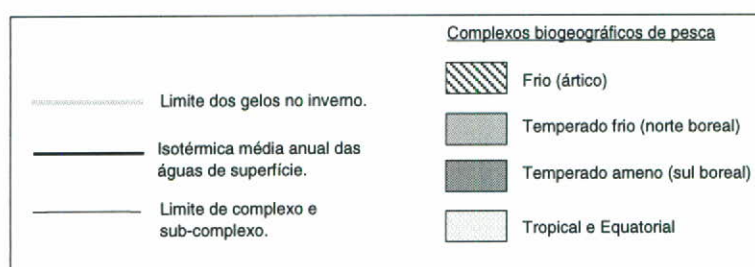 Complexos biogeográficos de pesca
Limite dos gelos no inverno.
Isotérmica média anual das
águas de superfície.
Limite de complexo e
sub-complexo.
Frio (ártico)
Temperado frio (norte boreal)
Temperado ameno (sul boreal)
Tropical e Equatorial